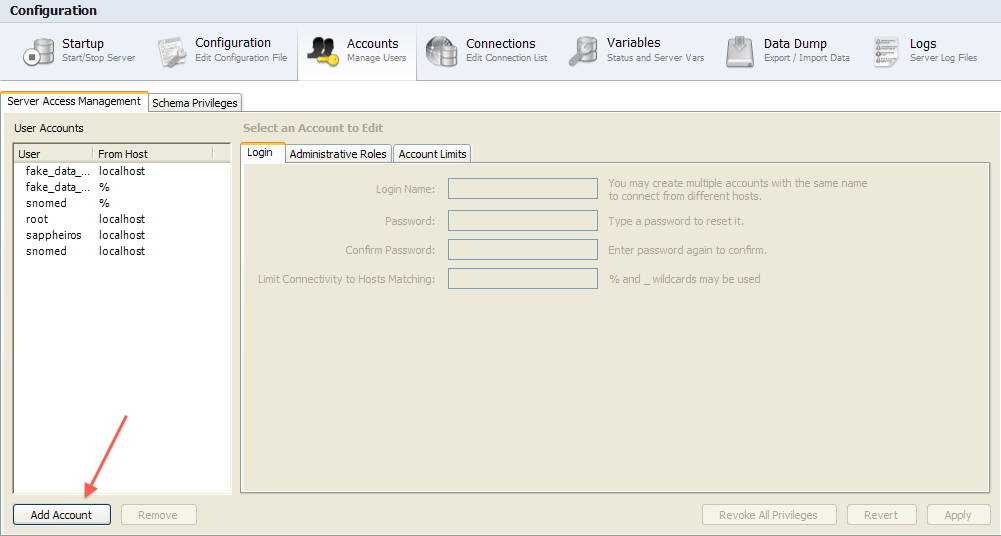 Configuration
Startup
Start/Stop Server
Configuration
Edit Configuration File
Accounts
Manage Users
Connections
Edit Connection List
Variables
Status and Server Vars
Data Dump
Export / Import Data
Logs
Server Log Files
Server Access Management
Schema Privileges
User Accounts
User From Host
fake_data_... localhost
fake_data_... %
snomed %
root localhost
sappheiros localhost
snomed localhost
Add Account
Remove
Select an Account to Edit
Login
Administrative Roles
Account Limits
Login Name:
You may create multiple accounts with the same name
to connect from different hosts.
Password:
Type a password to reset it.
Confirm Password:
Enter password again to confirm.
Limit Connectivity to Hosts Matching:
% and _ wildcards may be used
Revoke All Privileges
Revert
Apply